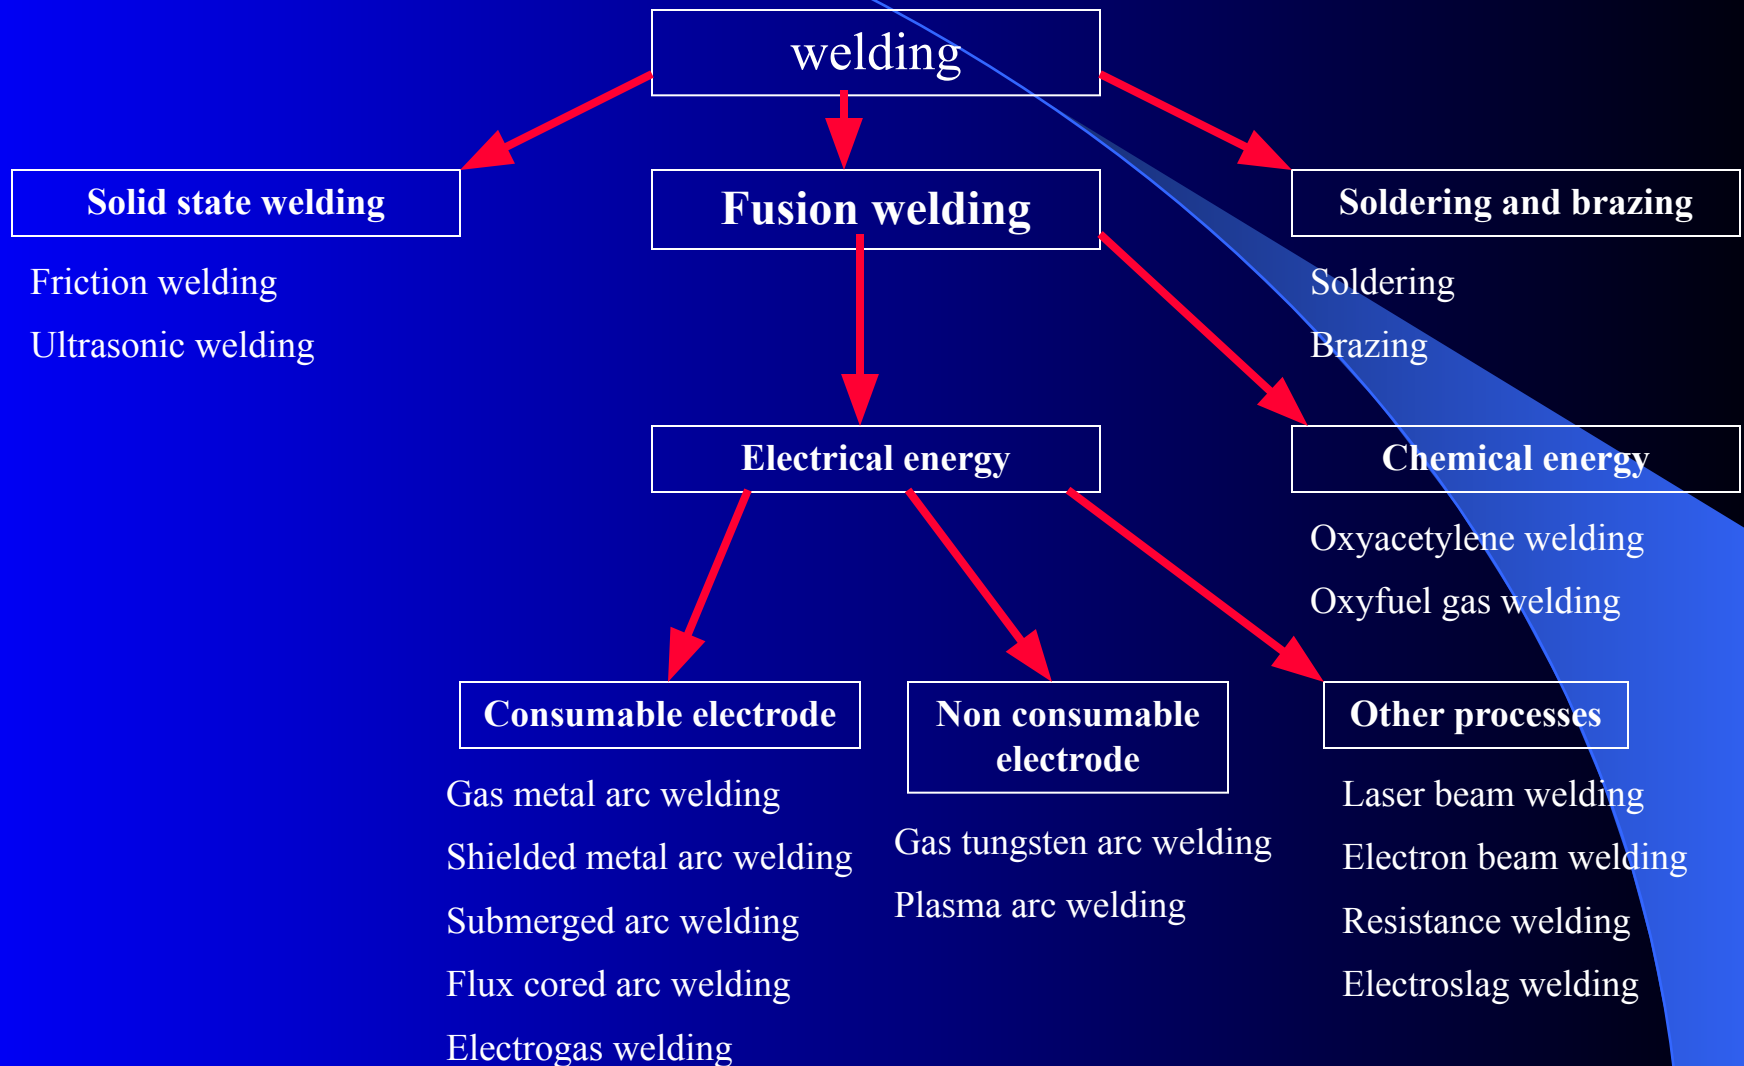 welding
Solid state welding
Friction welding
Ultrasonic welding
Fusion welding
Soldering and brazing
Soldering
Brazing
Electrical energy
Chemical energy
Oxyacetylene welding
Oxyfuel gas welding
Consumable electrode
Gas metal arc welding
Shielded metal arc welding
Submerged arc welding
Flux cored arc welding
Electrogas welding
Non consumable
electrode
Gas tungsten arc welding
Plasma arc welding
Other processes
Laser beam welding
Electron beam welding
Resistance welding
Electroslag welding